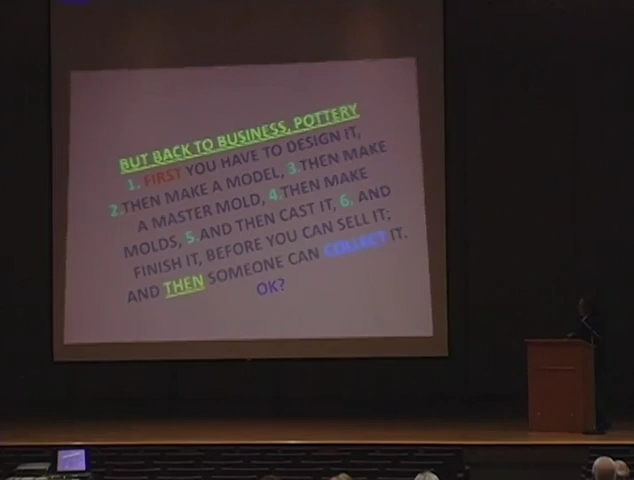 BUT BACK TO BUSINESS, POTTERY
1. FIRST YOU HAVE TO DESIGN IT,
2.THEN MAKE A MODEL, 3.THEN MAKE
A MASTER MOLD, 4.THEN MAKE
MOLDS, 5.AND THEN CAST IT, 6. AND
FINISH IT, BEFORE YOU CAN SELL IT;
AND THEN SOMEONE CAN COLLECT IT.
OK?